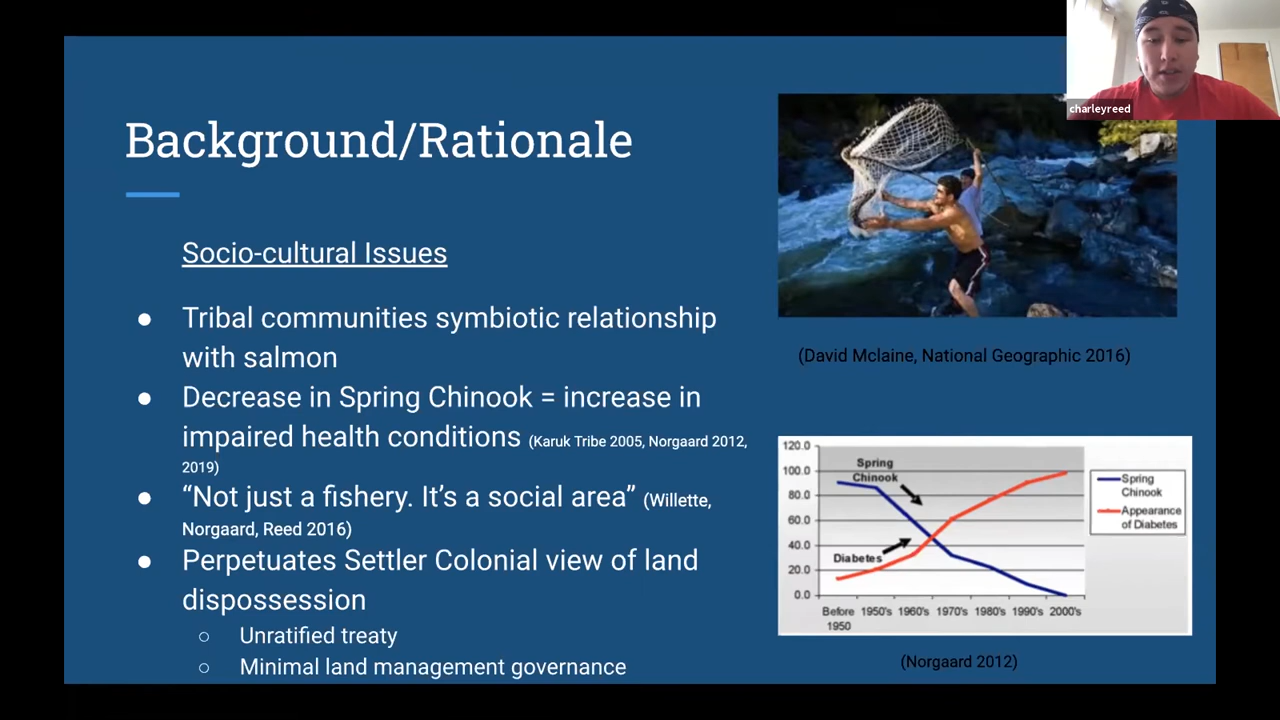 charleyreed
Background/Rationale
Socio-cultural Issues
● Tribal communities symbiotic relationship
with salmon
● Decrease in Spring Chinook = increase in
impaired health conditions (Karuk Tribe 2005, Norgaard 2012,
2019)
● “Not just a fishery. It’s a social area” (Willette,
Norgaard, Reed 2016)
● Perpetuates Settler Colonial view of land
dispossession
○ Unratified treaty
○ Minimal land management governance
(David Mclaine, National Geographic 2016)
120.0
100.0
80.0
60.0
40.0
20.0
0.0
Spring
Chinook
Diabetes
Before
1950
1950's
1960's
1970's
1980's
1990's
2000's
Spring
Chinook
Appearance
of Diabetes
(Norgaard 2012)